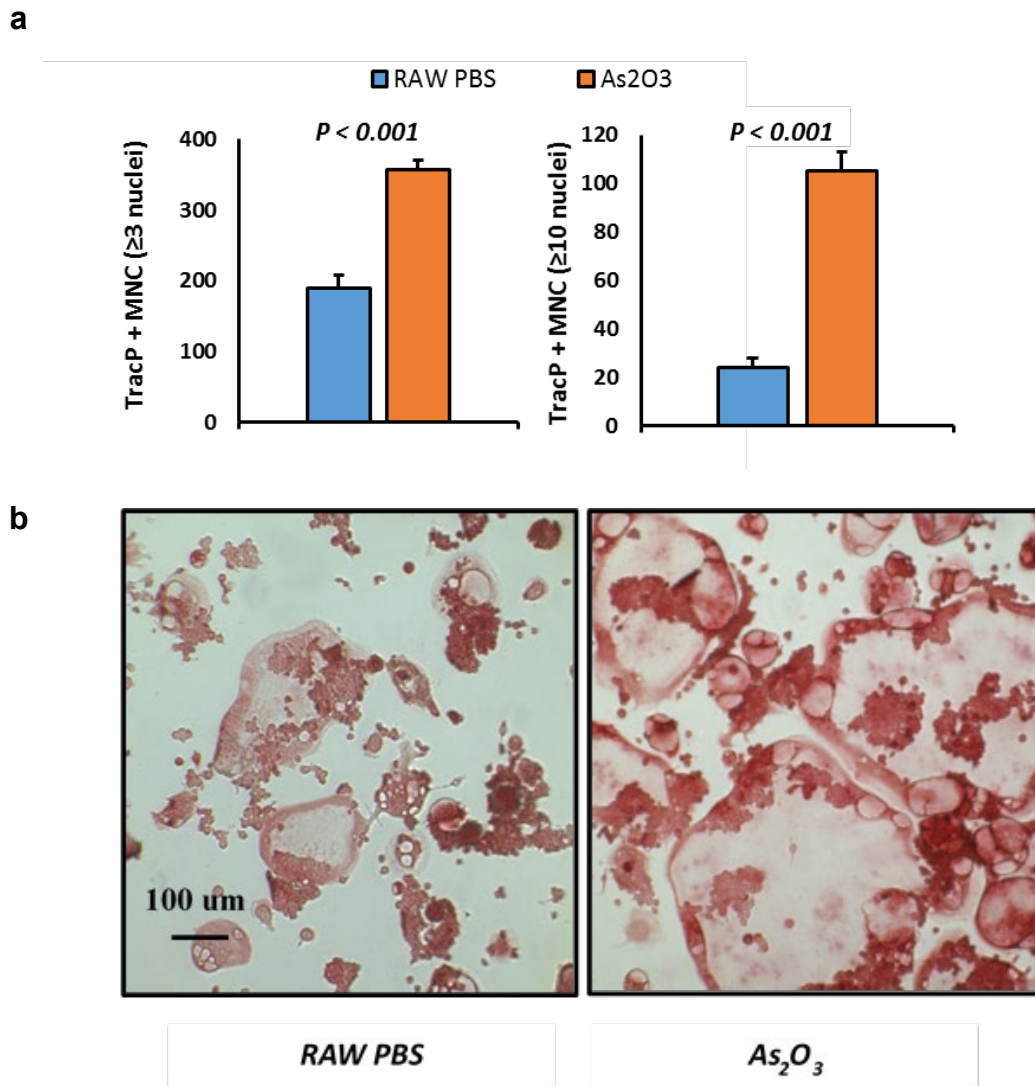 a
RAW PBS
As2O3
TracP + MNC (≥3 nuclei)
P < 0.001
400
300
200
100
0
TracP + MNC (≥10 nuclei)
P < 0.001
120
100
80
60
40
20
0
b
100 um
RAW PBS
As₂O₃